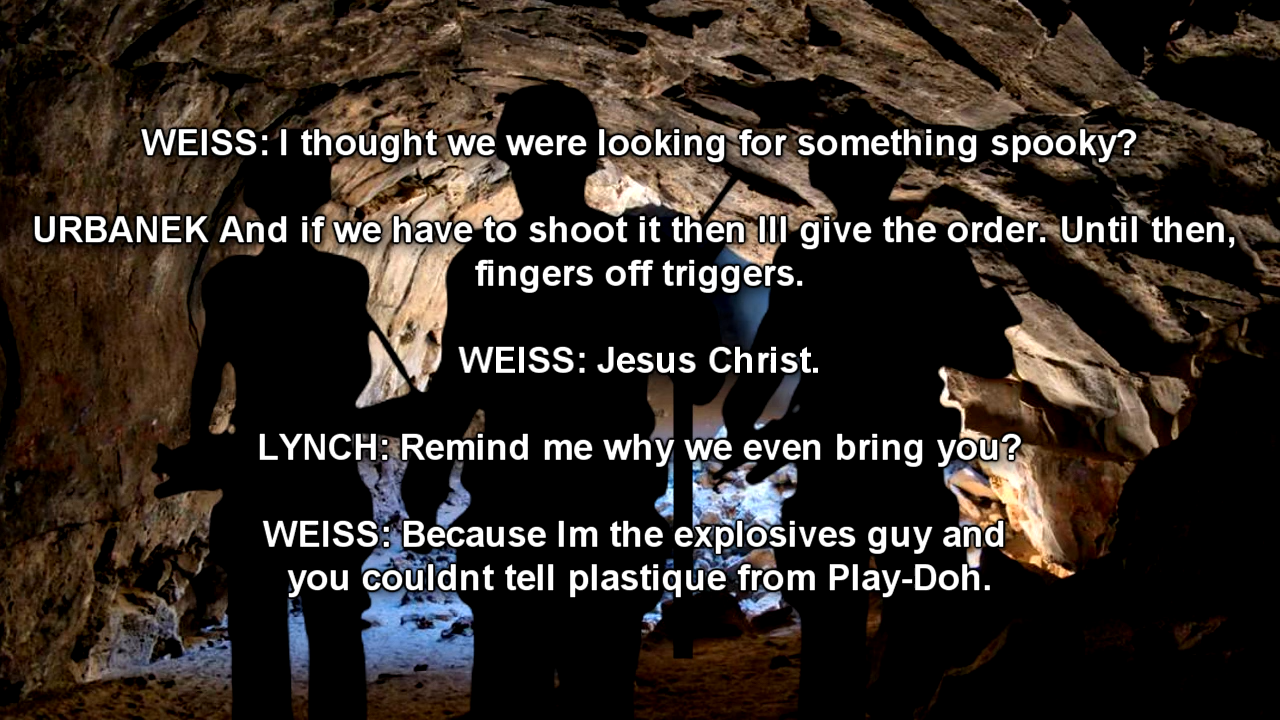 WEISS: I thought we were looking for something spooky?
URBANEK And if we have to shoot it then Ill give the order. Until then,
fingers off triggers.
WEISS: Jesus Christ.
LYNCH: Remind me why we even bring you?
WEISS: Because Im the explosives guy and
you couldnt tell plastique from Play-Doh.